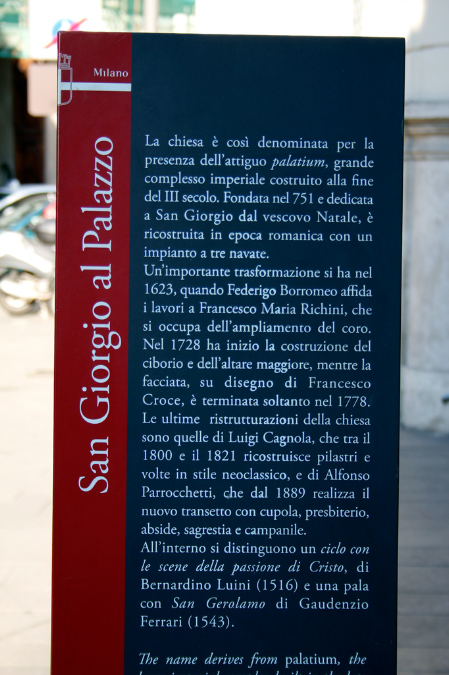 Milano
San Giorgio al Palazzo
La chiesa è così denominata per la
presenza dell'attiguo palatium, grande
complesso imperiale costruito alla fine
del III secolo. Fondata nel 751 e dedicata
a San Giorgio dal vescovo Natale, è
ricostruita in epoca romanica con un
impianto a tre navate.
Un'importante trasformazione si ha nel
1623, quando Federigo Borromeo affida
i lavori a Francesco Maria Richini, che
si occupa dell'ampliamento del coro.
Nel 1728 ha inizio la costruzione del
ciborio e dell'altare maggiore, mentre la
facciata, su disegno di Francesco
Croce, è terminata soltanto nel 1778.
Le ultime ristrutturazioni della chiesa
sono quelle di Luigi Cagnola, che tra il
1800 e il 1821 ricostruisce pilastri e
volte in stile neoclassico, e di Alfonso
Parrocchetti, che dal 1889 realizza il
nuovo transetto con cupola, presbiterio,
abside, sagrestia e campanile.
All'interno si distinguono un ciclo con
le scene della passione di Cristo, di
Bernardino Luini (1516) e una pala
con San Gerolamo di Gaudenzio
Ferrari (1543).
The name derives from palatium, the